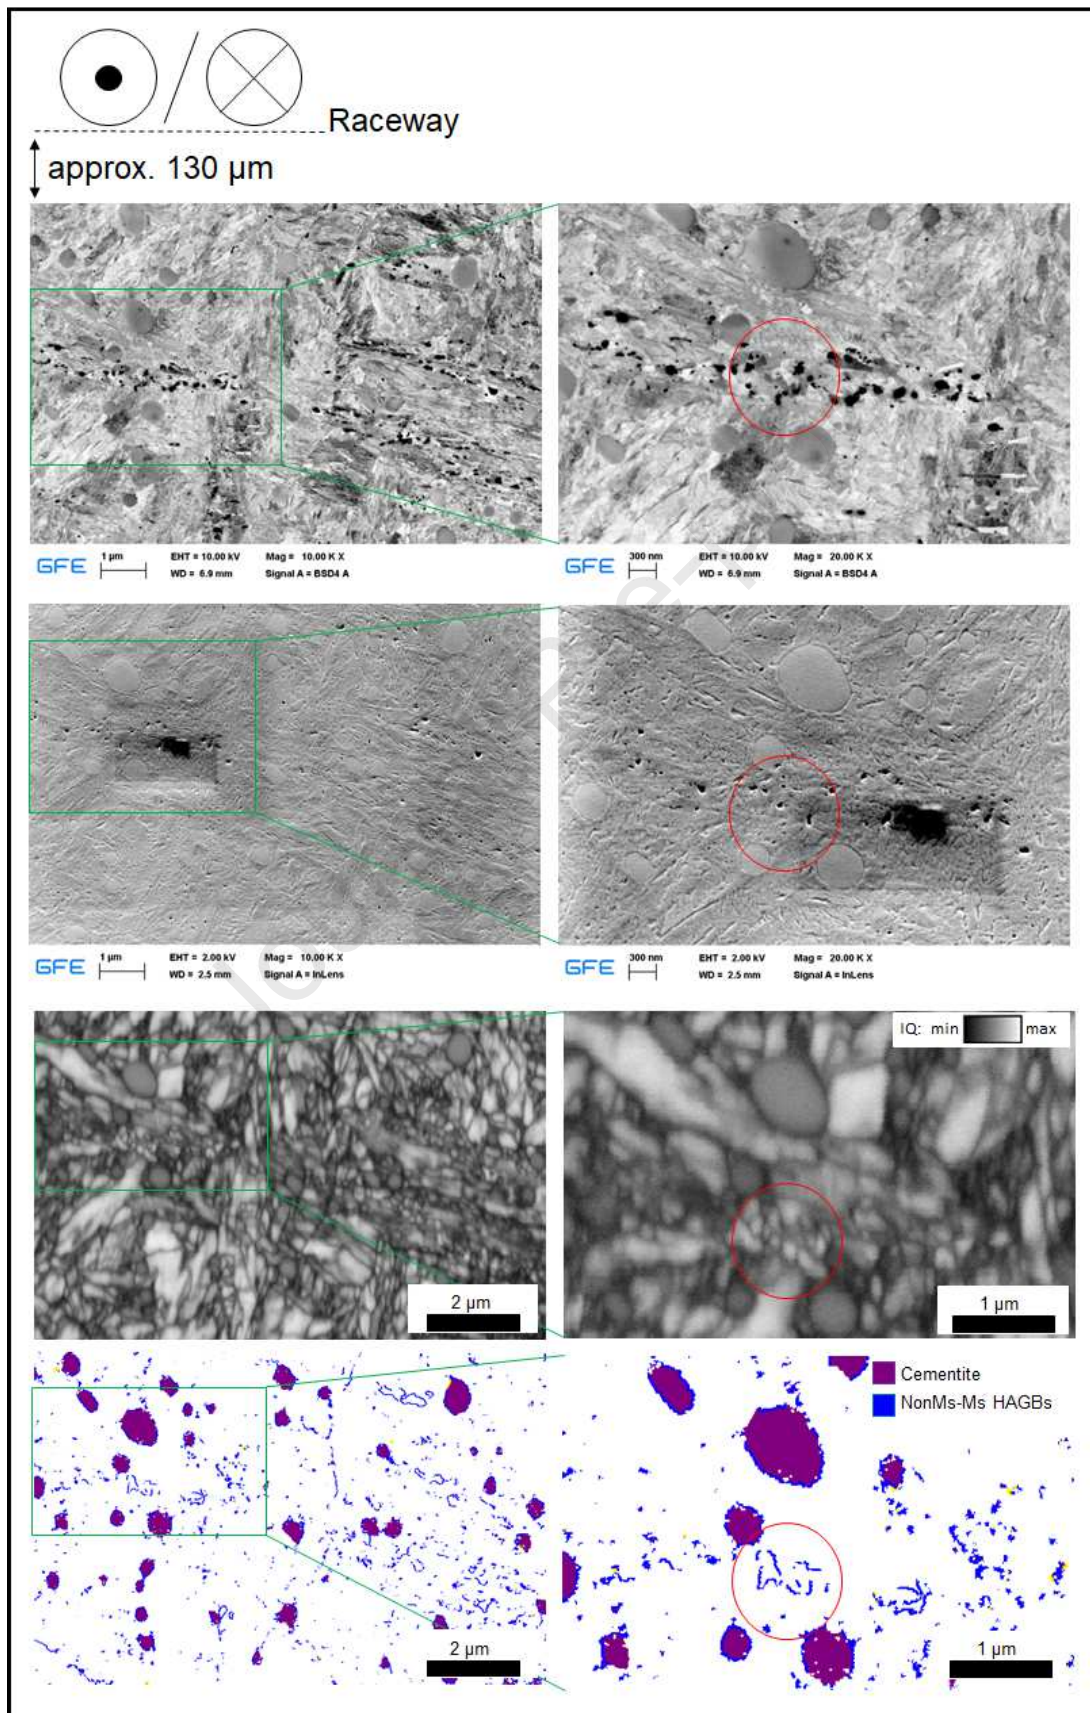 Raceway
approx. 130 µm
GFE
1 µm
EHT = 10.00 kV
Mag = 10.00 K X
WD = 6.9 mm
Signal A = BSD4 A
GFE
300 nm
EHT = 10.00 kV
Mag = 20.00 K X
WD = 6.9 mm
Signal A = BSD4 A
GFE
1 µm
EHT = 2.00 kV
Mag = 10.00 K X
WD = 2.5 mm
Signal A = InLens
GFE
300 nm
EHT = 2.00 kV
Mag = 20.00 K X
WD = 2.5 mm
Signal A = InLens
IQ: min max
2 µm
1 µm
Cementite
NonMs-Ms HAGBs
2 µm
1 µm